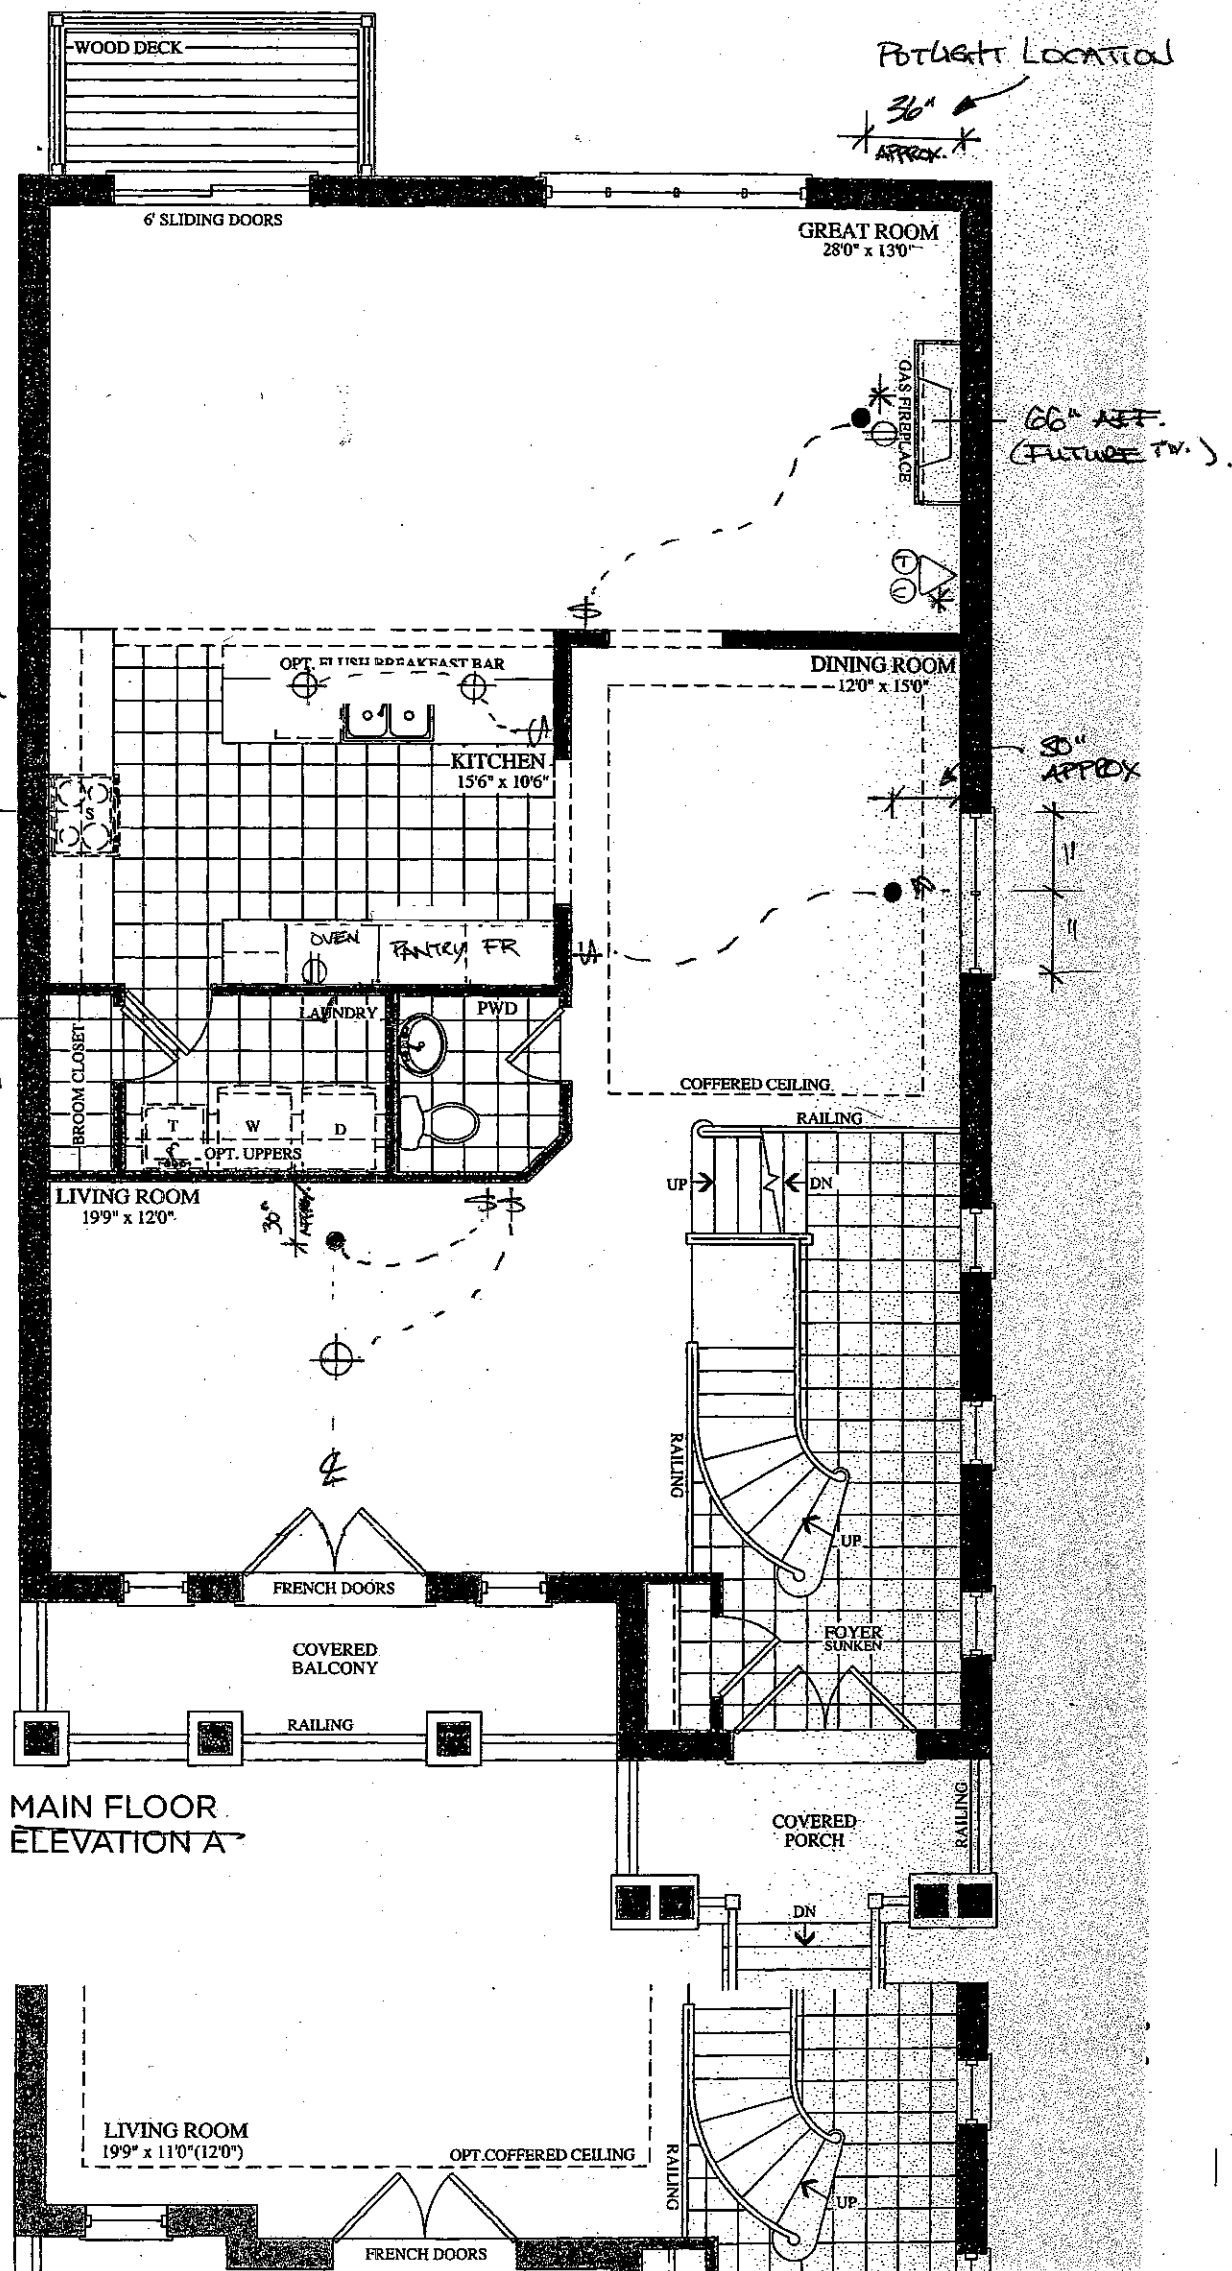 WOOD DECK
POTLIGHT LOCATION
36"
APPROX.
6' SLIDING DOORS
GREAT ROOM
28'0" x 13'0"
GAS FIREPLACE
66" AFF.
(FUTURE TV.).
T
C
OPT. FLUSH BREAKFAST BAR
DINING ROOM
12'0" x 15'0"
KITCHEN
15'6" x 10'6"
30"
APPROX
S
"
"
OVEN
PANTRY
FR
LAUNDRY
PWD
BROOM CLOSET
COFFERED CEILING
RAILING
T
W
D
OPT. UPPERS
UP
DN
LIVING ROOM
19'9" x 12'0"
30"
APPROX.
$ $
RAILING
UP
FRENCH DOORS
FOYER
SUNKEN
COVERED
BALCONY
RAILING
MAIN FLOOR
ELEVATION A
COVERED
PORCH
RAILING
DN
LIVING ROOM
19'9" x 11'0"(12'0")
OPT.COFFERED CEILING
RAILING
UP
FRENCH DOORS